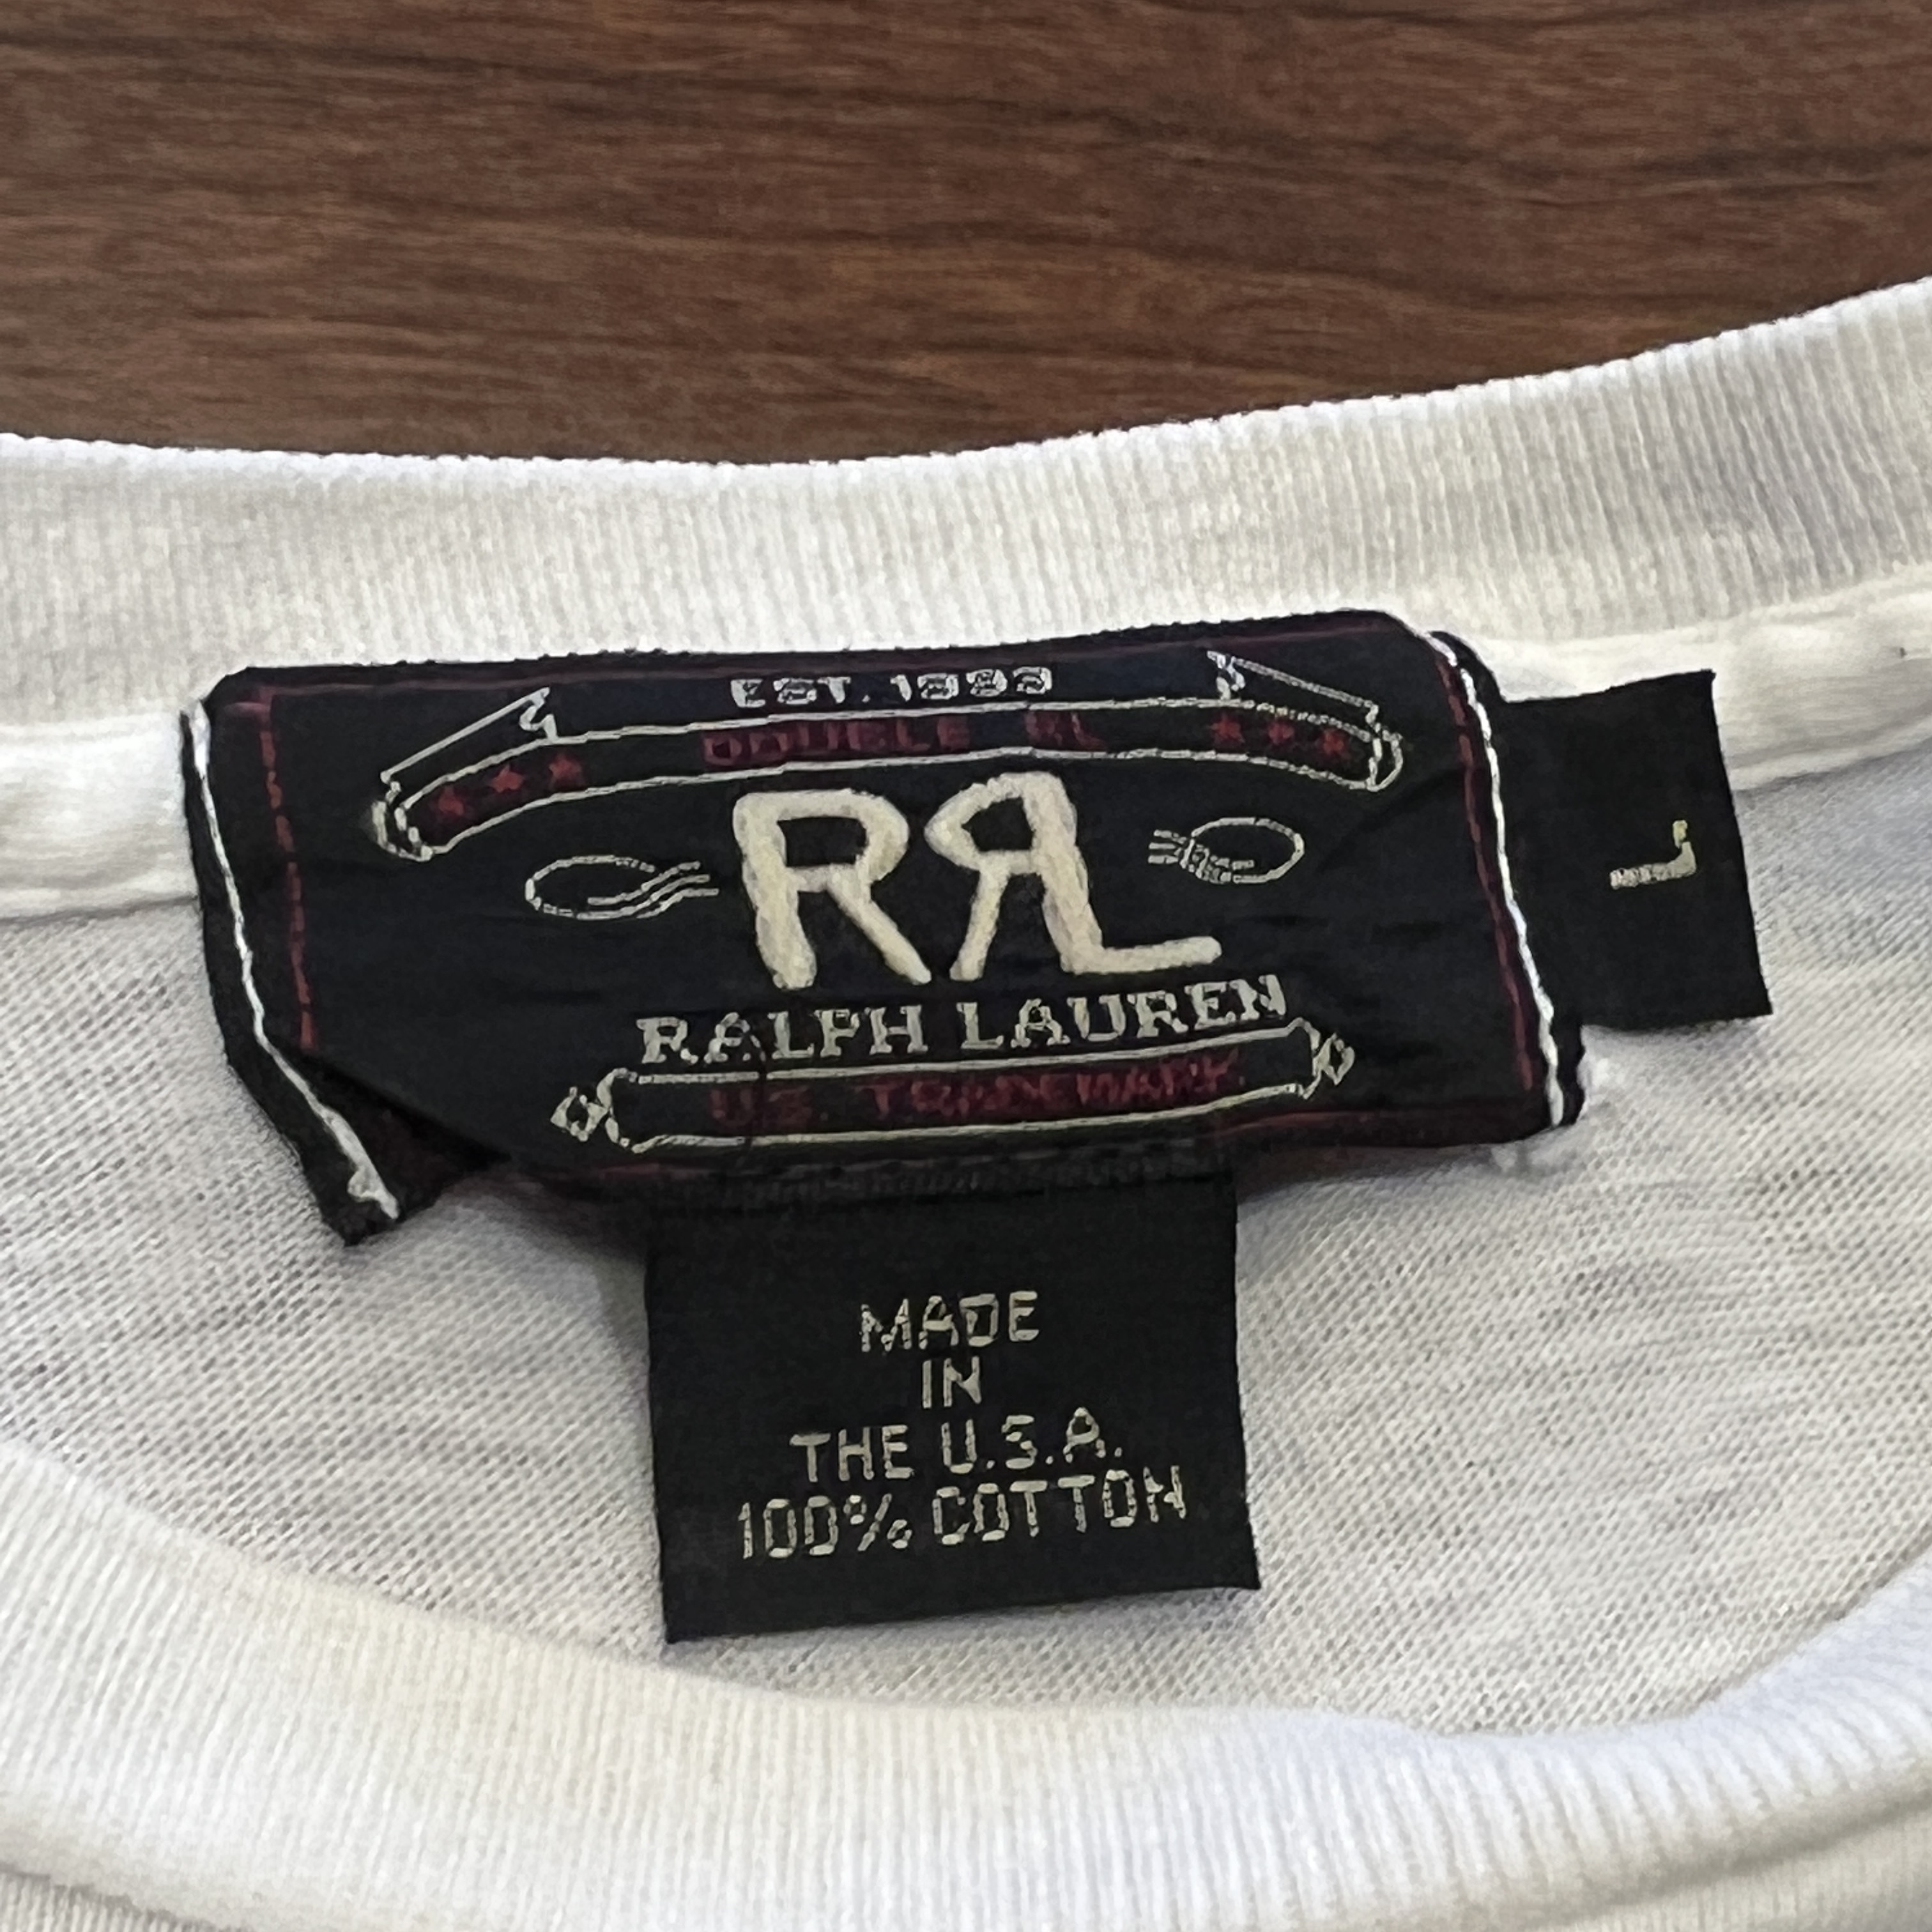 EST. 1993
DOUBLE RL
RRL
RALPH LAUREN
U.S. TRADEMARK
L
MADE
IN
THE U.S.A.
100% COTTON